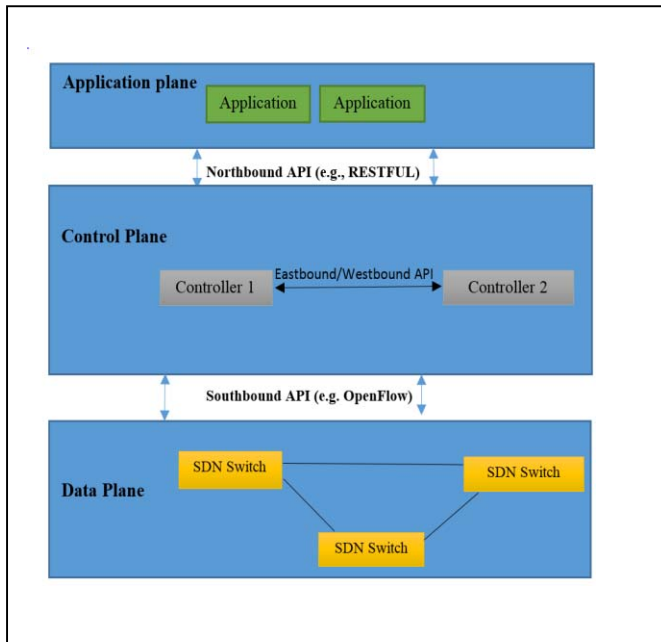 Application plane
Application
Application
Northbound API (e.g., RESTFUL)
Control Plane
Eastbound/Westbound API
Controller 1
Controller 2
Southbound API (e.g. OpenFlow)
SDN Switch
SDN Switch
Data Plane
SDN Switch